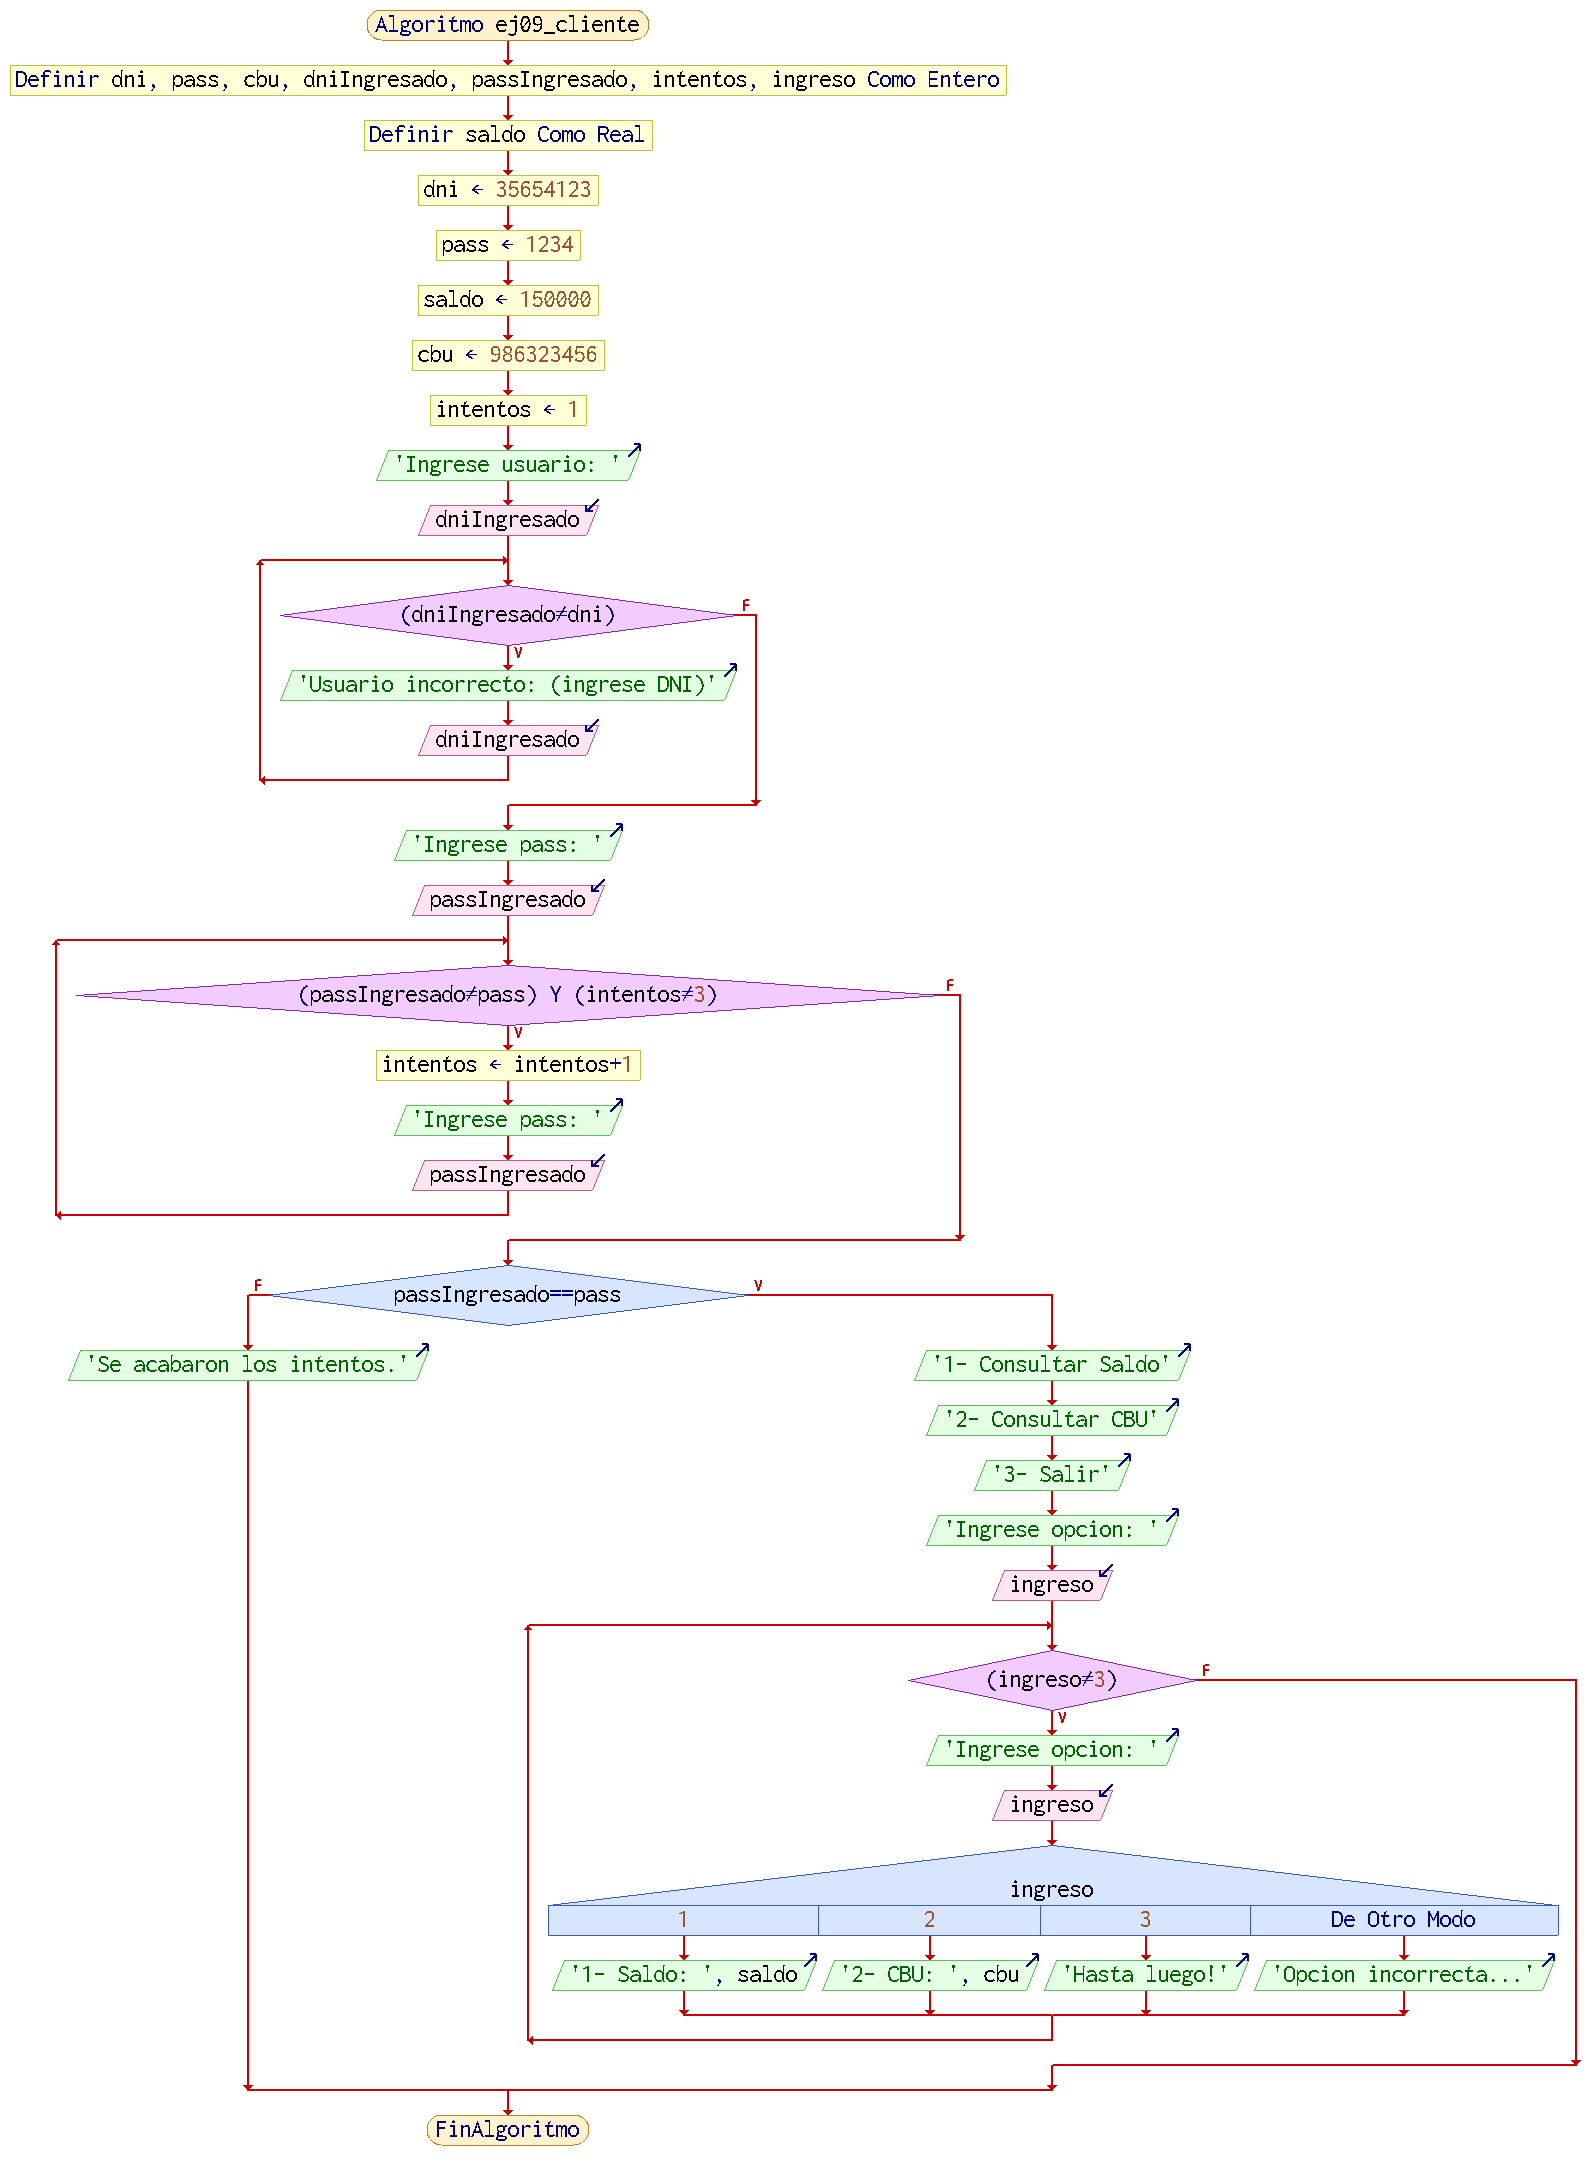 Algoritmo ej09_cliente
Definir dni, pass, cbu, dniIngresado, passIngresado, intentos, ingreso Como Entero
Definir saldo Como Real
dni ← 35654123
pass ← 1234
saldo ← 150000
cbu ← 986323456
intentos ← 1
'Ingrese usuario: '
dniIngresado
(dniIngresado≠dni)
F
V
'Usuario incorrecto: (ingrese DNI)'
dniIngresado
'Ingrese pass: '
passIngresado
(passIngresado≠pass) Y (intentos≠3)
F
V
intentos ← intentos+1
'Ingrese pass: '
passIngresado
F
passIngresado==pass
V
'Se acabaron los intentos.'
'1- Consultar Saldo'
'2- Consultar CBU'
'3- Salir'
'Ingrese opcion: '
ingreso
(ingreso≠3)
F
V
'Ingrese opcion: '
ingreso
ingreso
1 2 3 De Otro Modo
'1- Saldo: ', saldo '2- CBU: ', cbu 'Hasta luego!' 'Opcion incorrecta...'
FinAlgoritmo